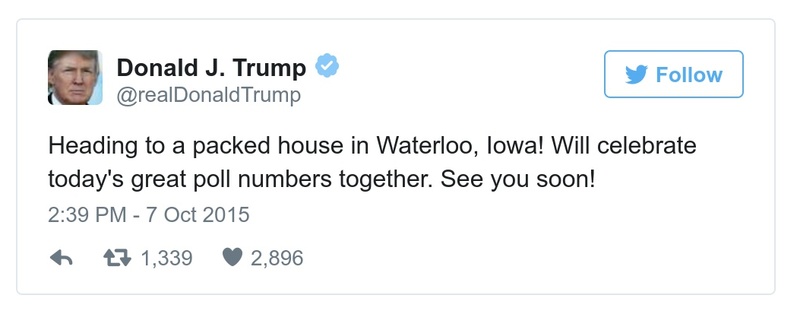 Donald J. Trump
@realDonaldTrump
Follow
Heading to a packed house in Waterloo, Iowa! Will celebrate
today's great poll numbers together. See you soon!
2:39 PM - 7 Oct 2015
1,339 2,896